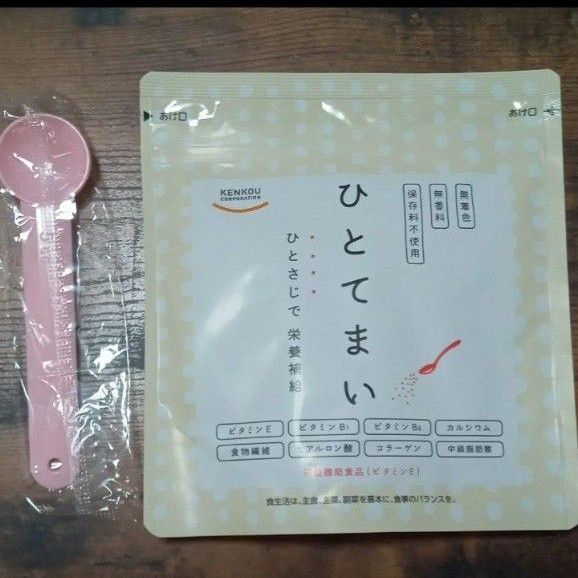 あけ口
あけ口
KENKOU
CORPORATION
ひとてまい
ひとさじで 栄養補給
無着色
無香料
保存料不使用
ビタミンE
ビタミンB1
ビタミンB6
カルシウム
食物繊維
ヒアルロン酸
コラーゲン
中鎖脂肪酸
栄養機能食品〔ビタミンE〕
食生活は、主食、主菜、副菜を基本に、食事のバランスを。